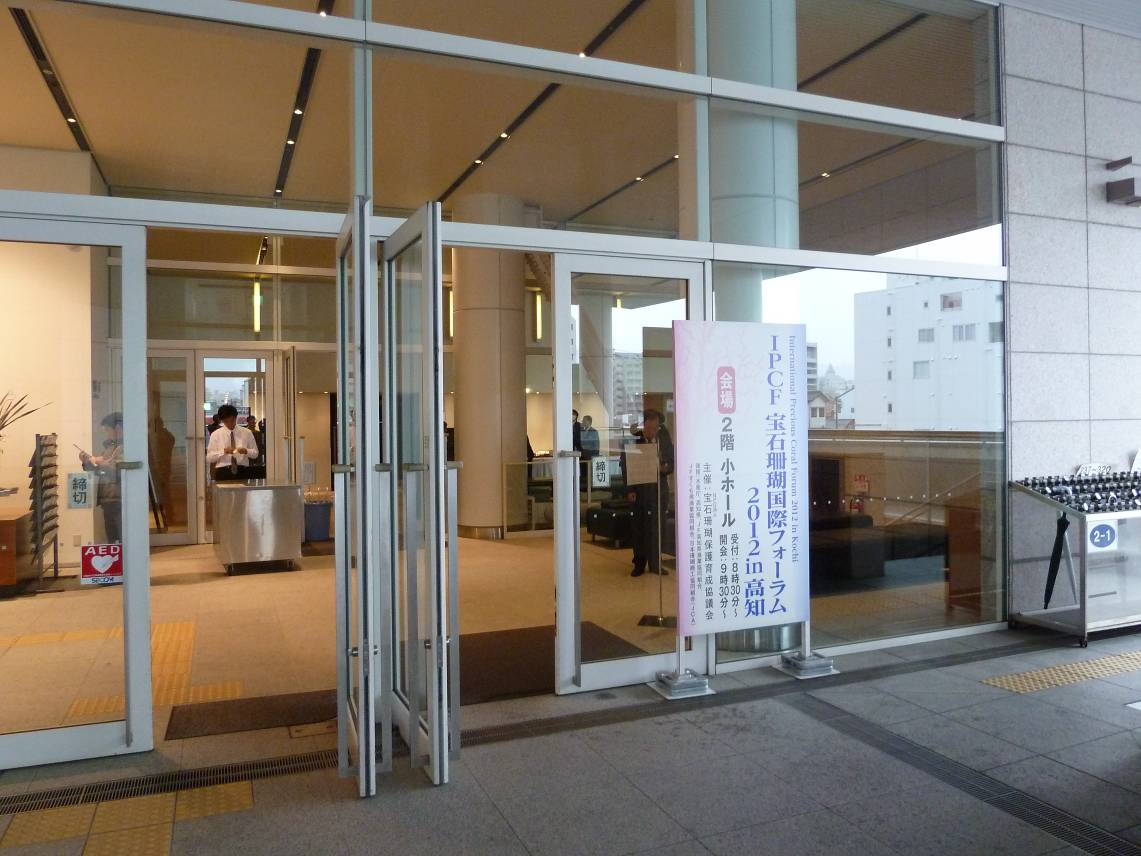 International Precious Coral Forum 2012 in Kochi
IPCF 宝石珊瑚国際フォーラム
2012 in 高知
会場 2階 小ホール 受付:8時30分〜
開会:9時30分〜
主催:宝石珊瑚保護育成協議会
締切
締切
AED
SECOM
2-1